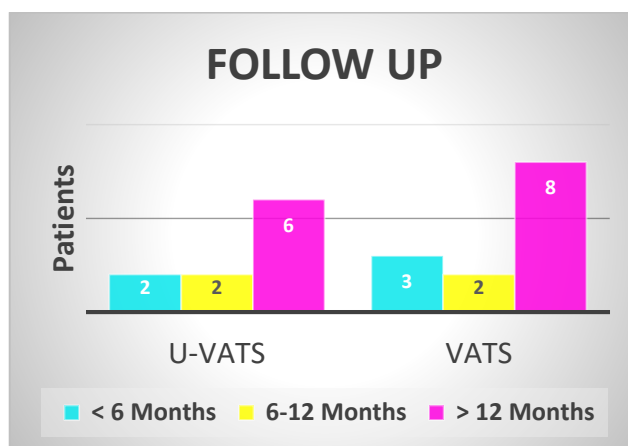 FOLLOW UP
Patients
2
2
6
3
2
8
U-VATS VATS
< 6 Months 6-12 Months > 12 Months